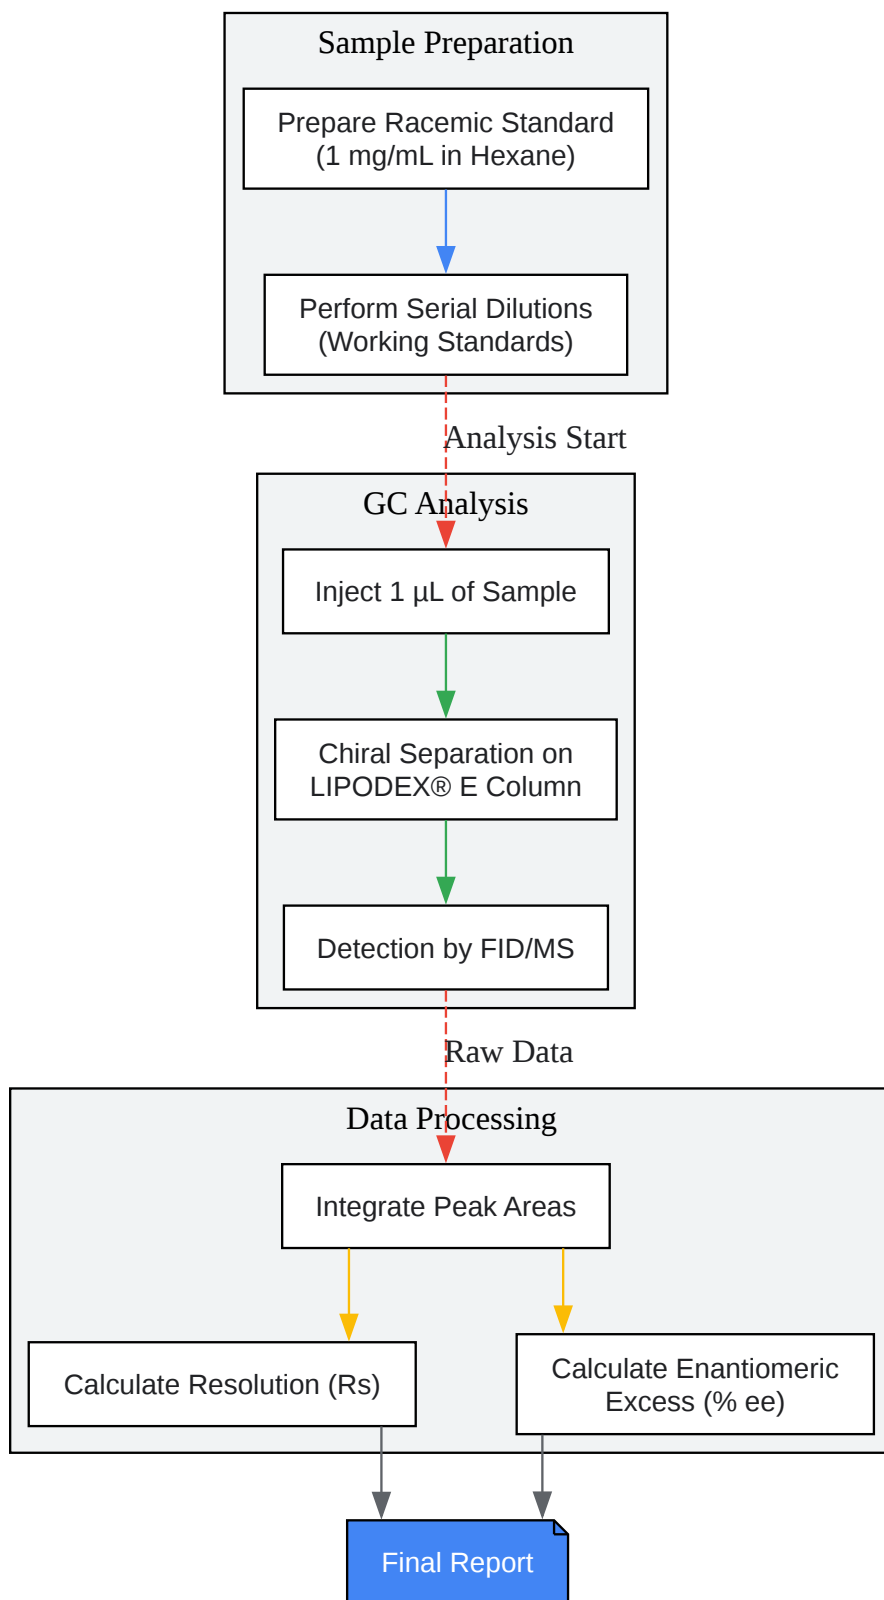 Sample Preparation
Prepare Racemic Standard
(1 mg/mL in Hexane)
Perform Serial Dilutions
(Working Standards)
Analysis Start
GC Analysis
Inject 1 µL of Sample
Chiral Separation on
LIPODEX® E Column
Detection by FID/MS
Raw Data
Data Processing
Integrate Peak Areas
Calculate Resolution (Rs)
Calculate Enantiomeric
Excess (% ee)
Final Report